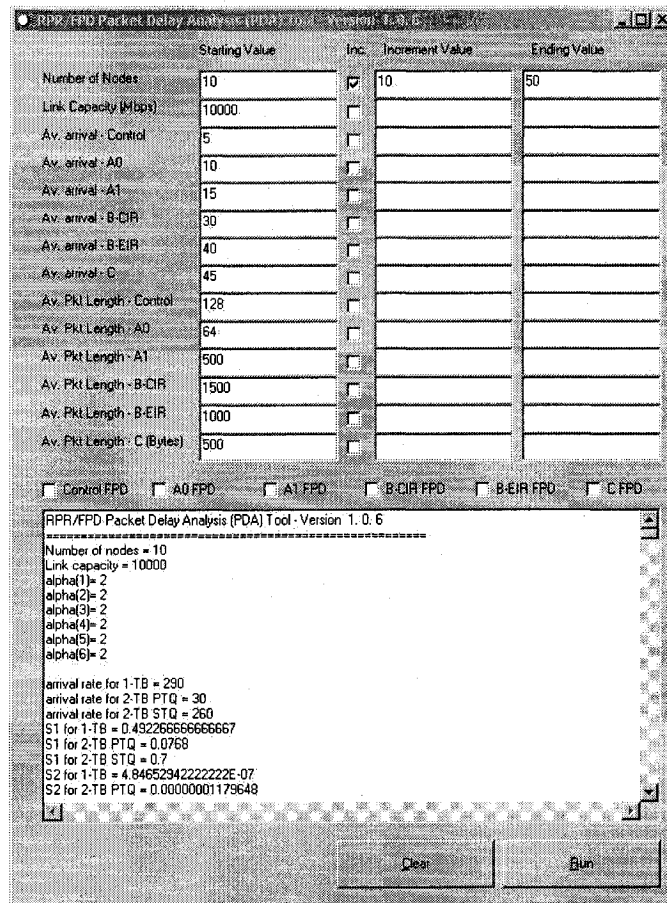 RPR/FPD Packet Delay Analysis (PDA) Tool - Version 1. 0. 6
Starting Value Inc. Increment Value Ending Value
Number of Nodes 10 10 50
Link Capacity (Mbps) 10000
Av. arrival - Control 5
Av. arrival - A0 10
Av. arrival - A1 15
Av. arrival - B-CIR 30
Av. arrival - B-EIR 40
Av. arrival - C 45
Av. Pkt Length - Control 128
Av. Pkt Length - A0 64
Av. Pkt Length - A1 500
Av. Pkt Length - B-CIR 1500
Av. Pkt Length - B-EIR 1000
Av. Pkt Length - C (Bytes) 500
Control FPD A0 FPD A1 FPD B-CIR FPD B-EIR FPD C FPD
RPR/FPD Packet Delay Analysis (PDA) Tool - Version 1. 0. 6
==========================================================
Number of nodes = 10
Link capacity = 10000
alpha(1)= 2
alpha(2)= 2
alpha(3)= 2
alpha(4)= 2
alpha(5)= 2
alpha(6)= 2
arrival rate for 1-TB = 290
arrival rate for 2-TB PTQ = 30
arrival rate for 2-TB STQ = 260
S1 for 1-TB = 0.492266666666667
S1 for 2-TB PTQ = 0.0768
S1 for 2-TB STQ = 0.7
S2 for 1-TB = 4.84652942222222E-07
S2 for 2-TB PTQ = 0.00000001179648
Clear Run